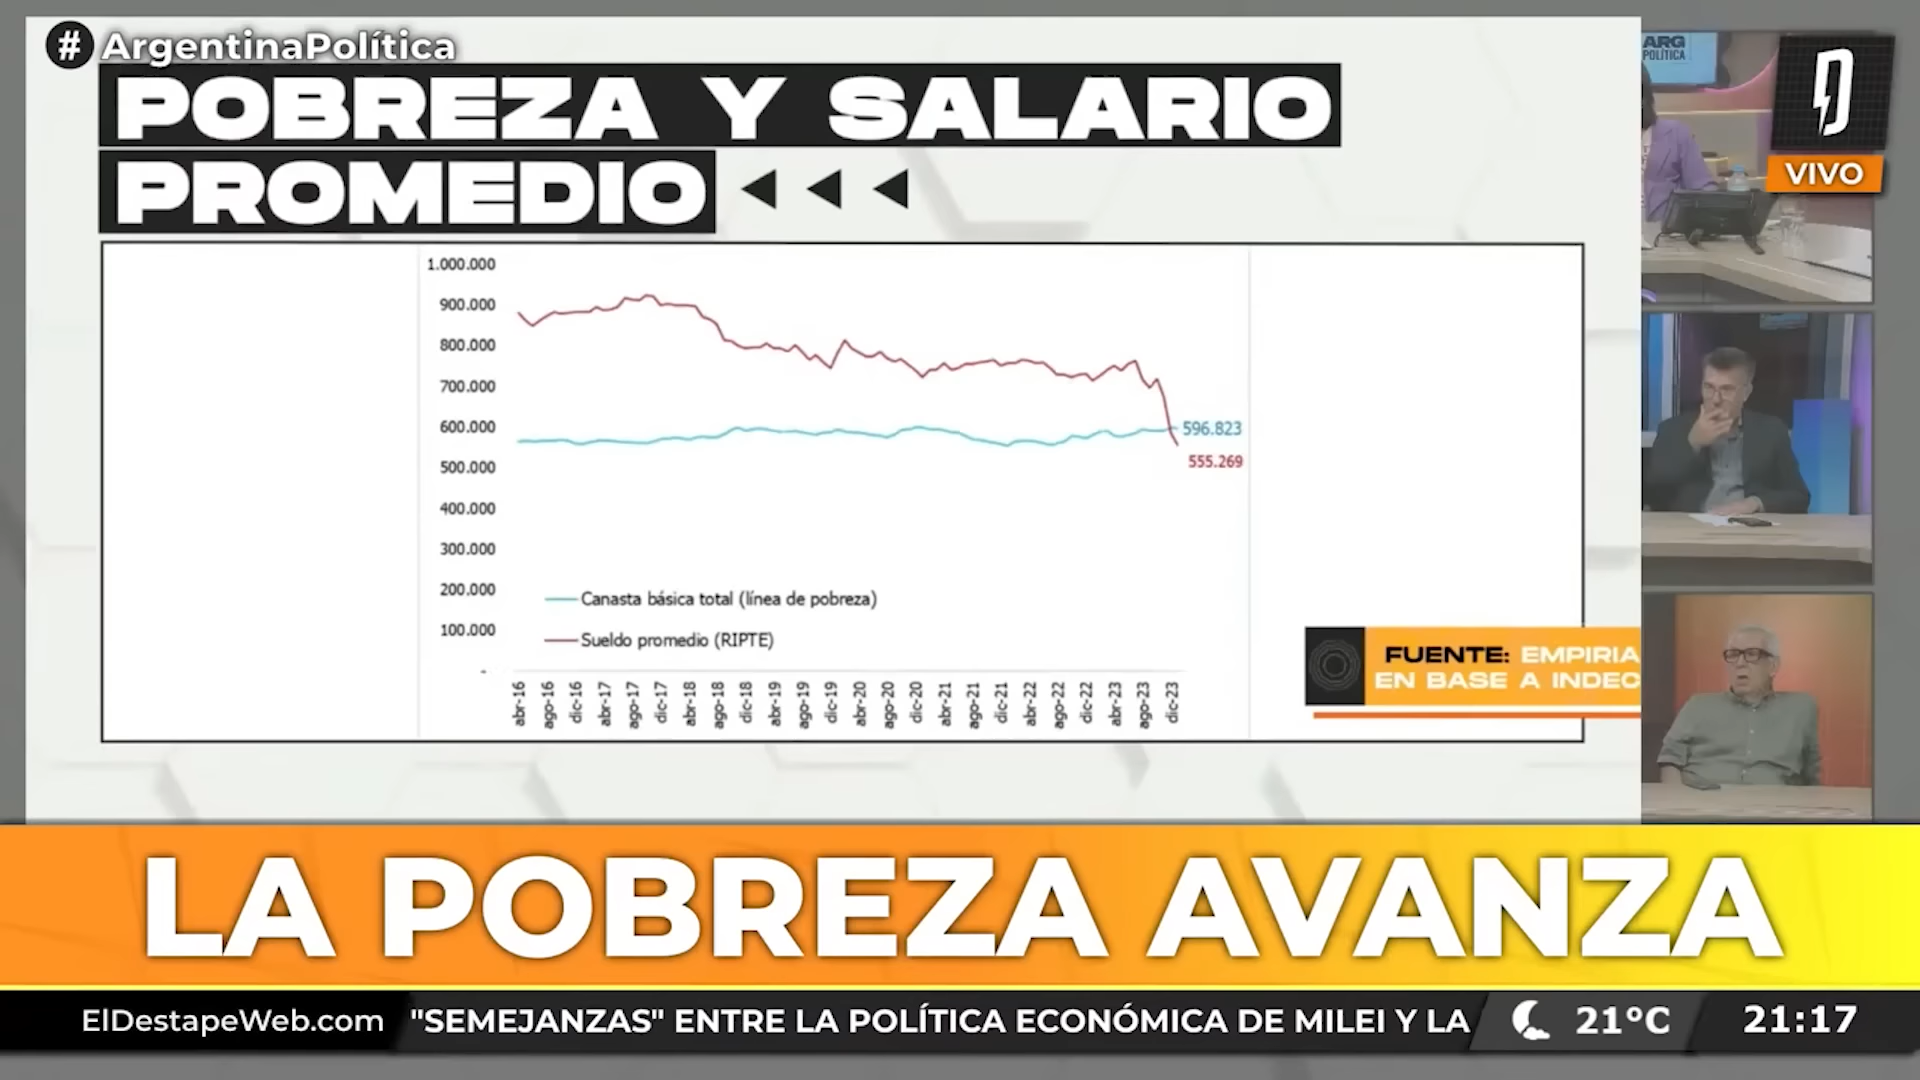 # ArgentinaPolítica
POBREZA Y SALARIO
PROMEDIO
ARG
POLÍTICA
VIVO
1.000.000
900.000
800.000
700.000
600.000
500.000
400.000
300.000
200.000
100.000
-
596.823
555.269
Canasta básica total (línea de pobreza)
Sueldo promedio (RIPTE)
abr-16
ago-16
dic-16
abr-17
ago-17
dic-17
abr-18
ago-18
dic-18
abr-19
ago-19
dic-19
abr-20
ago-20
dic-20
abr-21
ago-21
dic-21
abr-22
ago-22
dic-22
abr-23
ago-23
dic-23
FUENTE: EMPIRIA
EN BASE A INDEC
LA POBREZA AVANZA
ElDestapeWeb.com "SEMEJANZAS" ENTRE LA POLÍTICA ECONÓMICA DE MILEI Y LA 21°C 21:17